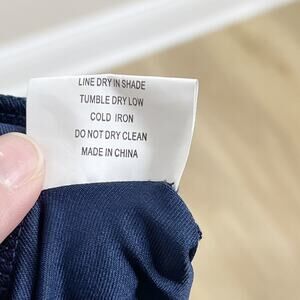 LINE DRY IN SHADE
TUMBLE DRY LOW
COLD IRON
DO NOT DRY CLEAN
MADE IN CHINA